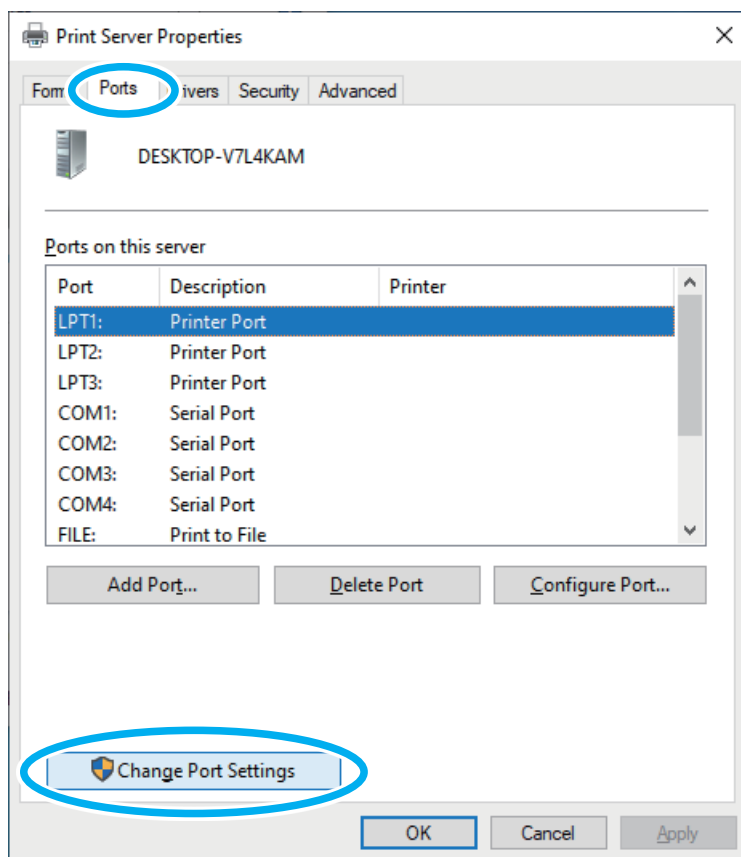 Print Server Properties
Form Ports ivers Security Advanced
DESKTOP-V7L4KAM
Ports on this server
Port Description Printer
LPT1: Printer Port
LPT2: Printer Port
LPT3: Printer Port
COM1: Serial Port
COM2: Serial Port
COM3: Serial Port
COM4: Serial Port
FILE: Print to File
Add Port... Delete Port Configure Port...
Change Port Settings
OK Cancel Apply